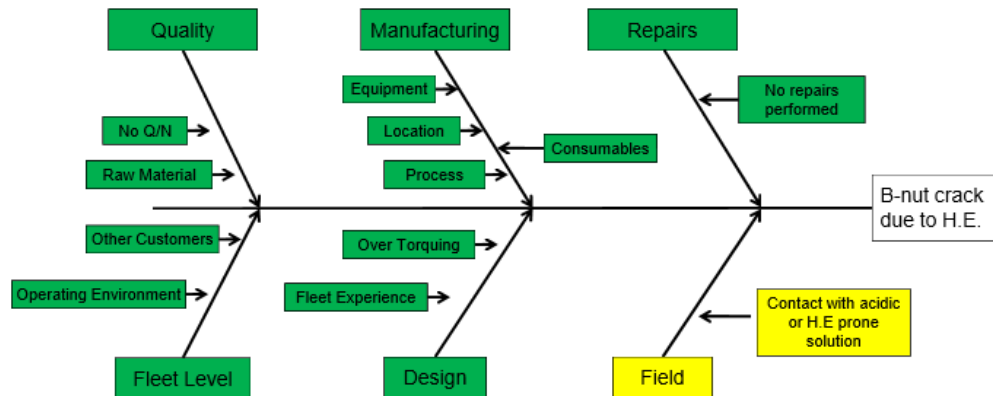 Quality
Manufacturing
Repairs
Equipment
No repairs
performed
No Q/N
Location
Consumables
Raw Material
Process
B-nut crack
due to H.E.
Other Customers
Over Torquing
Operating Environment
Fleet Experience
Contact with acidic
or H.E prone
solution
Fleet Level
Design
Field